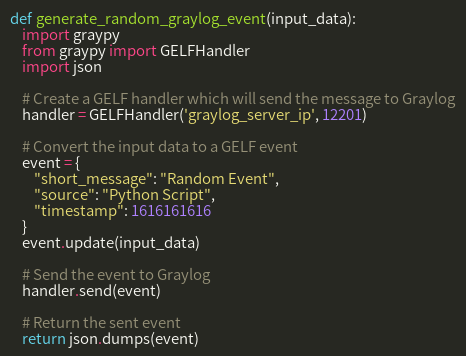 def generate_random_graylog_event(input_data):
    import graypy
    from graypy import GELFHandler
    import json

    # Create a GELF handler which will send the message to Graylog
    handler = GELFHandler('graylog_server_ip', 12201)

    # Convert the input data to a GELF event
    event = {
        "short_message": "Random Event",
        "source": "Python Script",
        "timestamp": 1616161616
    }
    event.update(input_data)

    # Send the event to Graylog
    handler.send(event)

    # Return the sent event
    return json.dumps(event)